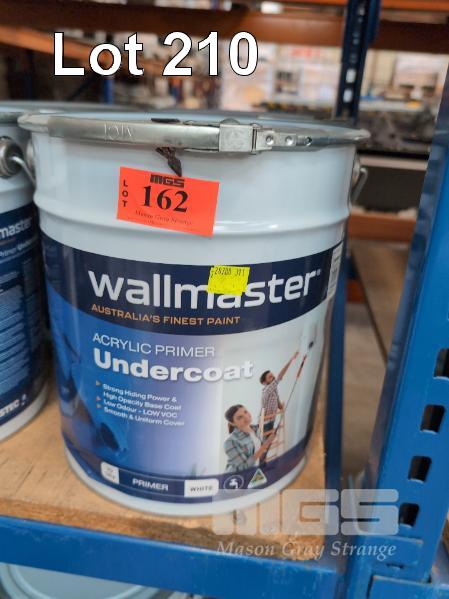 Lot 210
MGS
LOT
162
Mason Gray Strange
wallmaster
AUSTRALIA'S FINEST PAINT
ACRYLIC PRIMER
Undercoat
Strong Hiding Power &
High Opacity Base Coat
Low Odour - LOW VOC
Smooth & Uniform Cover
PRIMER
WHITE
master
MGS
Mason Gray Strange